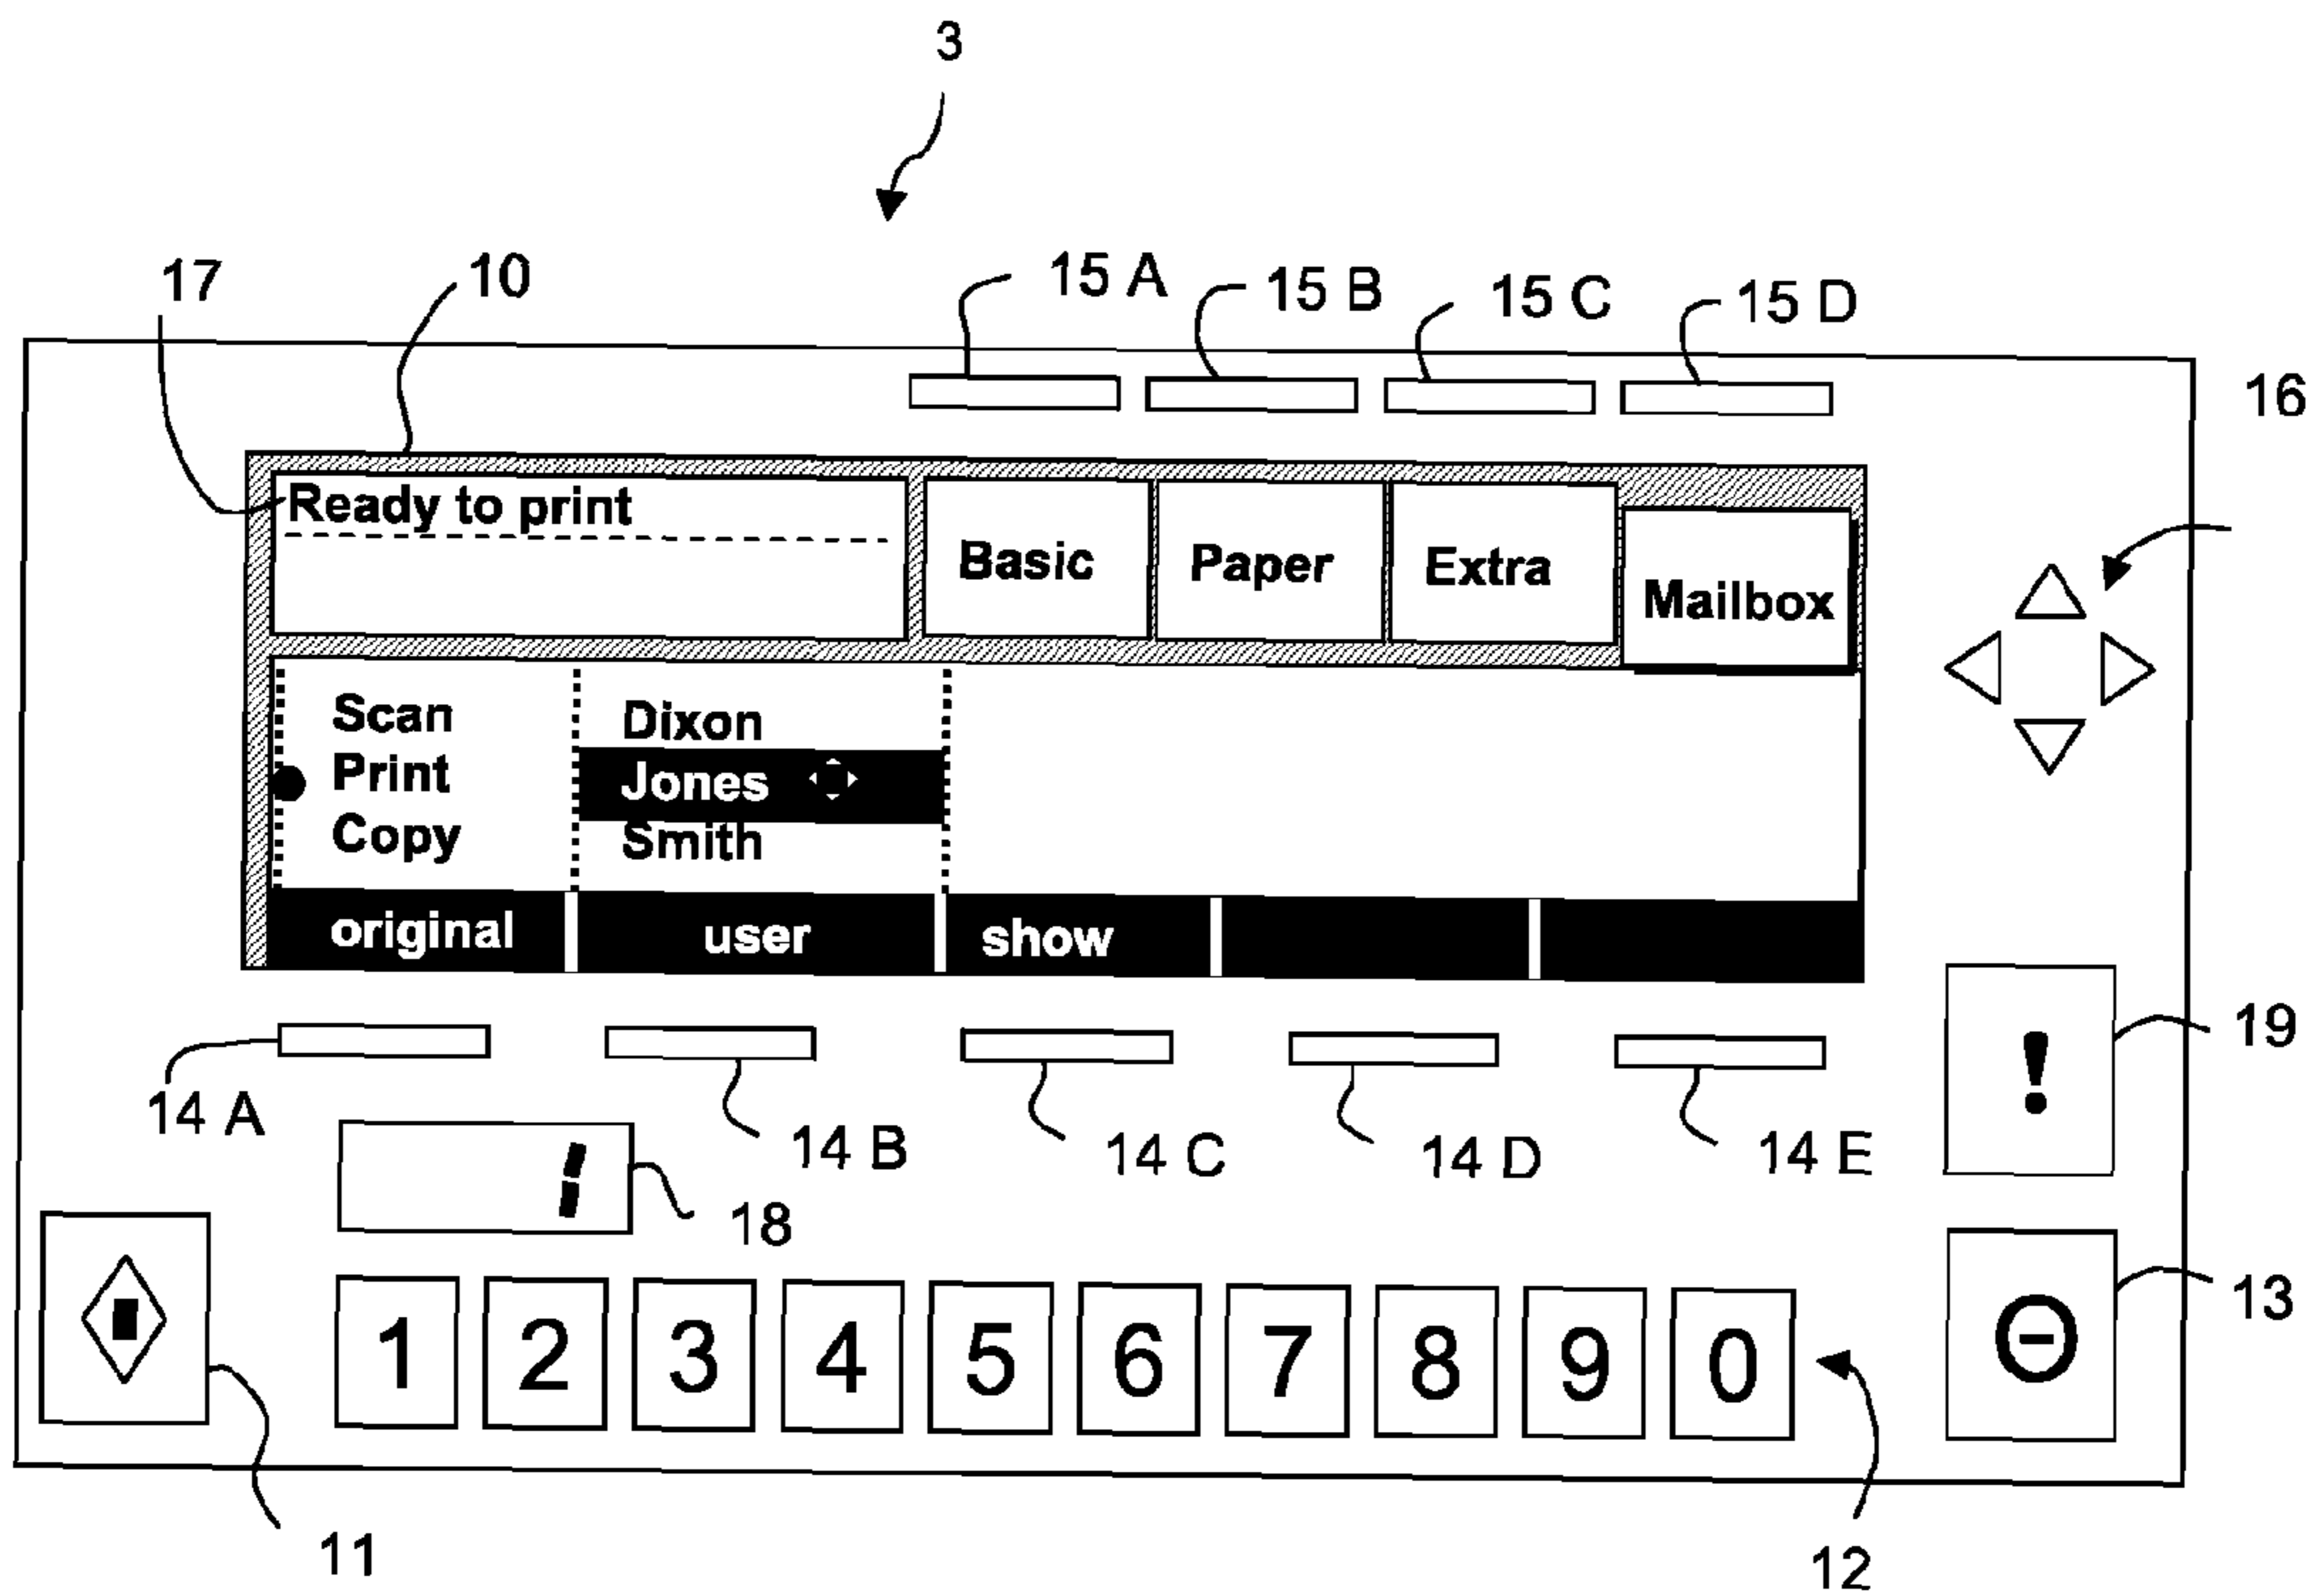 3
17
10
15 A
15 B
15 C
15 D
16
Ready to print
Basic
Paper
Extra
Mailbox
Scan
Print
Copy
Dixon
Jones
Smith
original
user
show
14 A
14 B
14 C
14 D
14 E
19
!
1
18
1
2
3
4
5
6
7
8
9
0
13
11
12